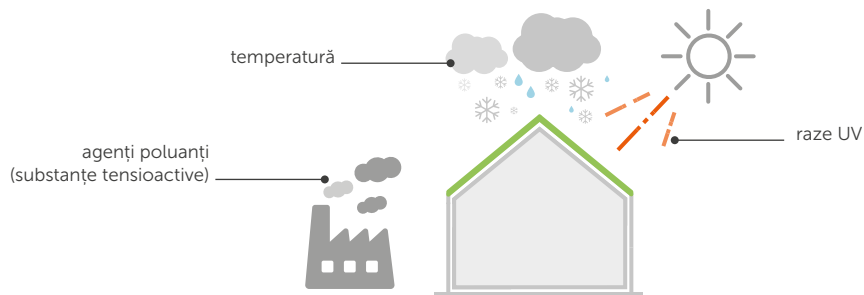 temperatură
raze UV
agenți poluanți
(substanțe tensioactive)